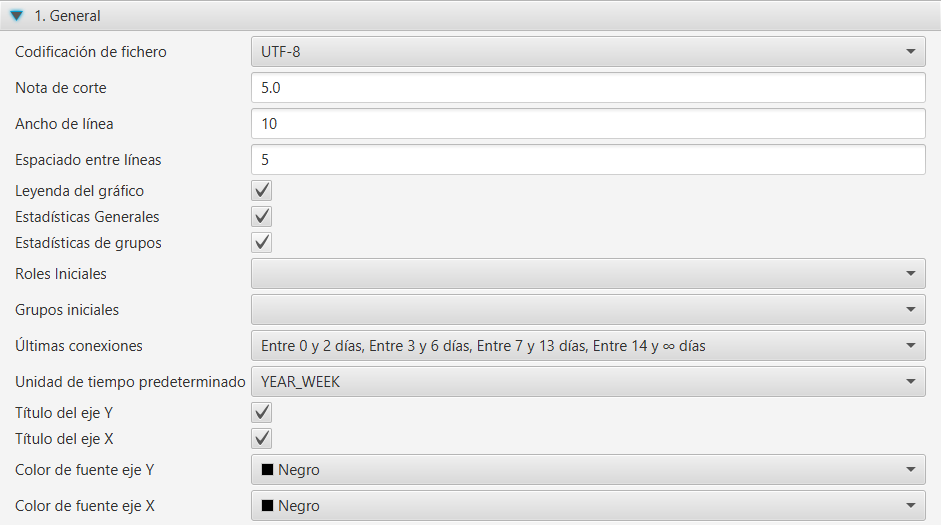 1. General
Codificación de fichero UTF-8
Nota de corte 5.0
Ancho de línea 10
Espaciado entre líneas 5
Leyenda del gráfico
Estadísticas Generales
Estadísticas de grupos
Roles Iniciales
Grupos iniciales
Últimas conexiones Entre 0 y 2 días, Entre 3 y 6 días, Entre 7 y 13 días, Entre 14 y ∞ días
Unidad de tiempo predeterminado YEAR_WEEK
Título del eje Y
Título del eje X
Color de fuente eje Y Negro
Color de fuente eje X Negro